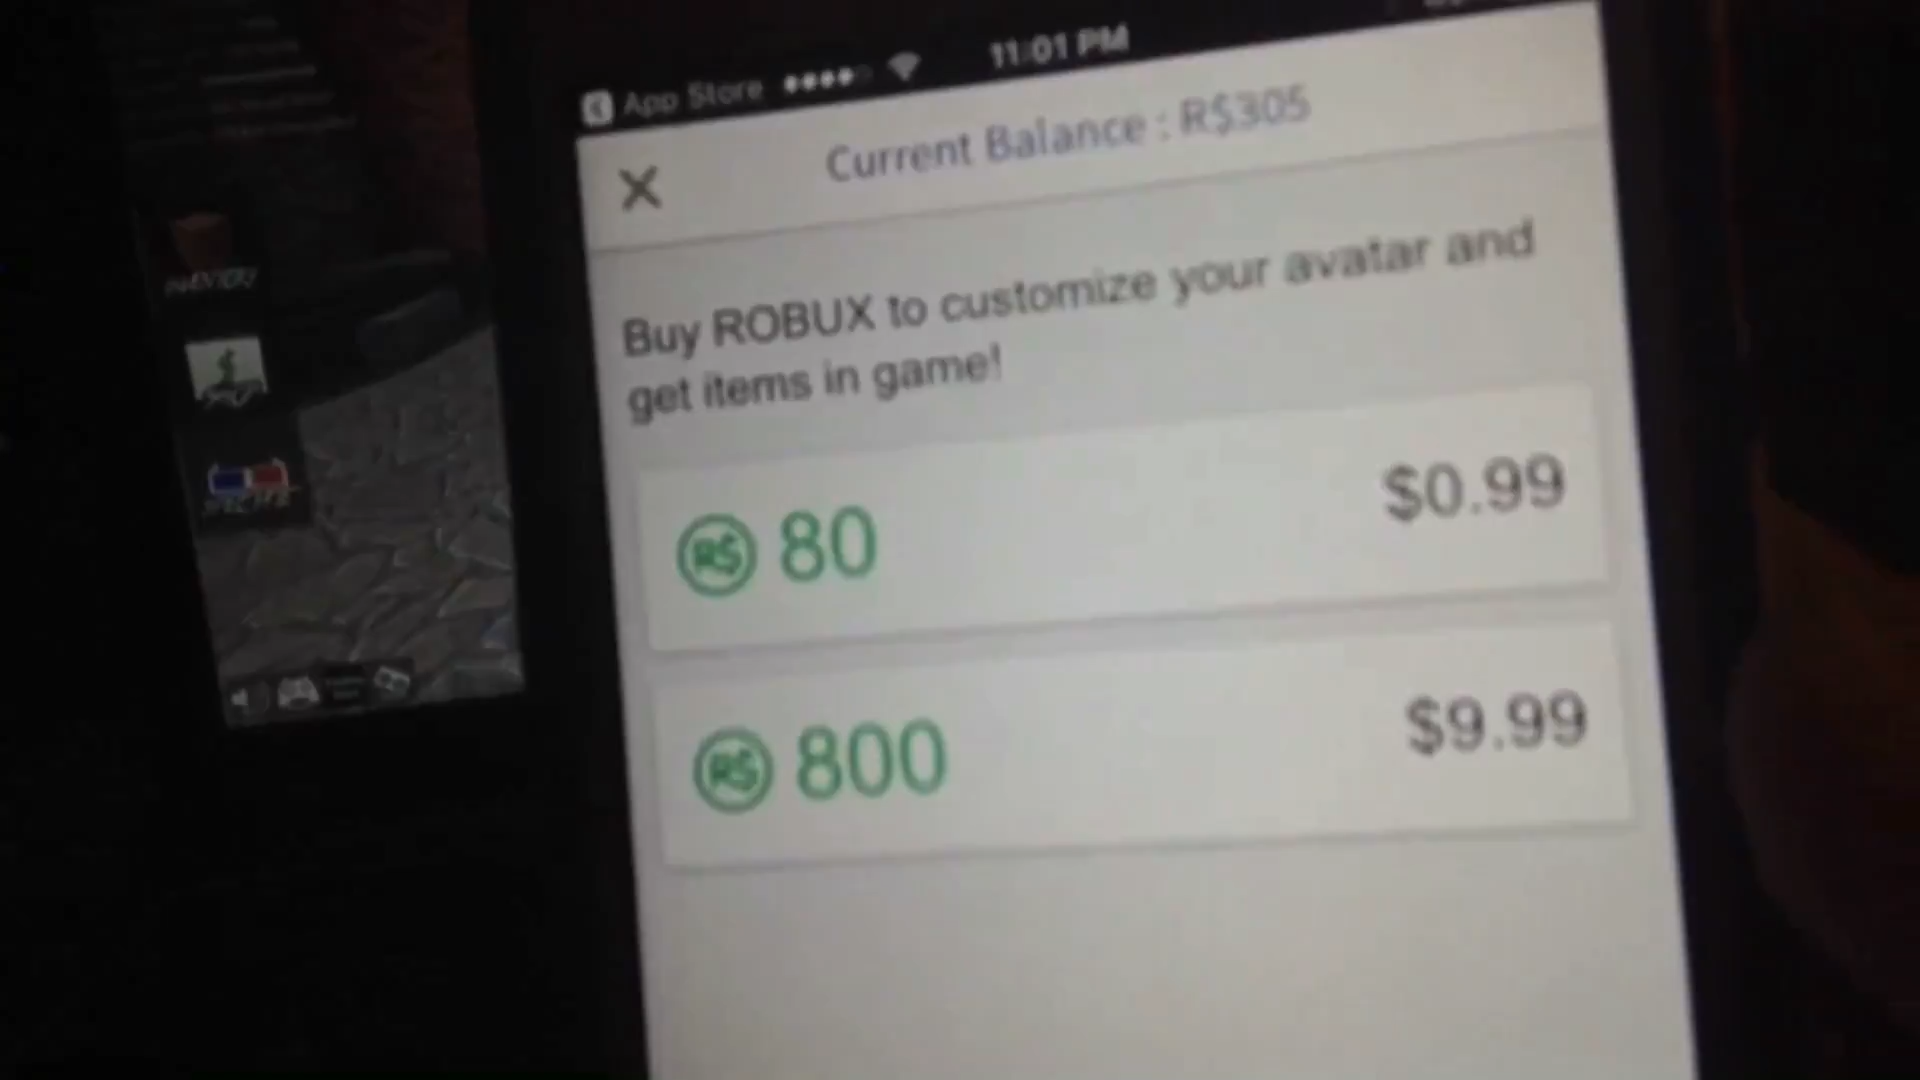 App Store 11:01 PM
Current Balance : R$305
X
Buy ROBUX to customize your avatar and
get items in game!
R$ 80 $0.99
R$ 800 $9.99
INVENTORY